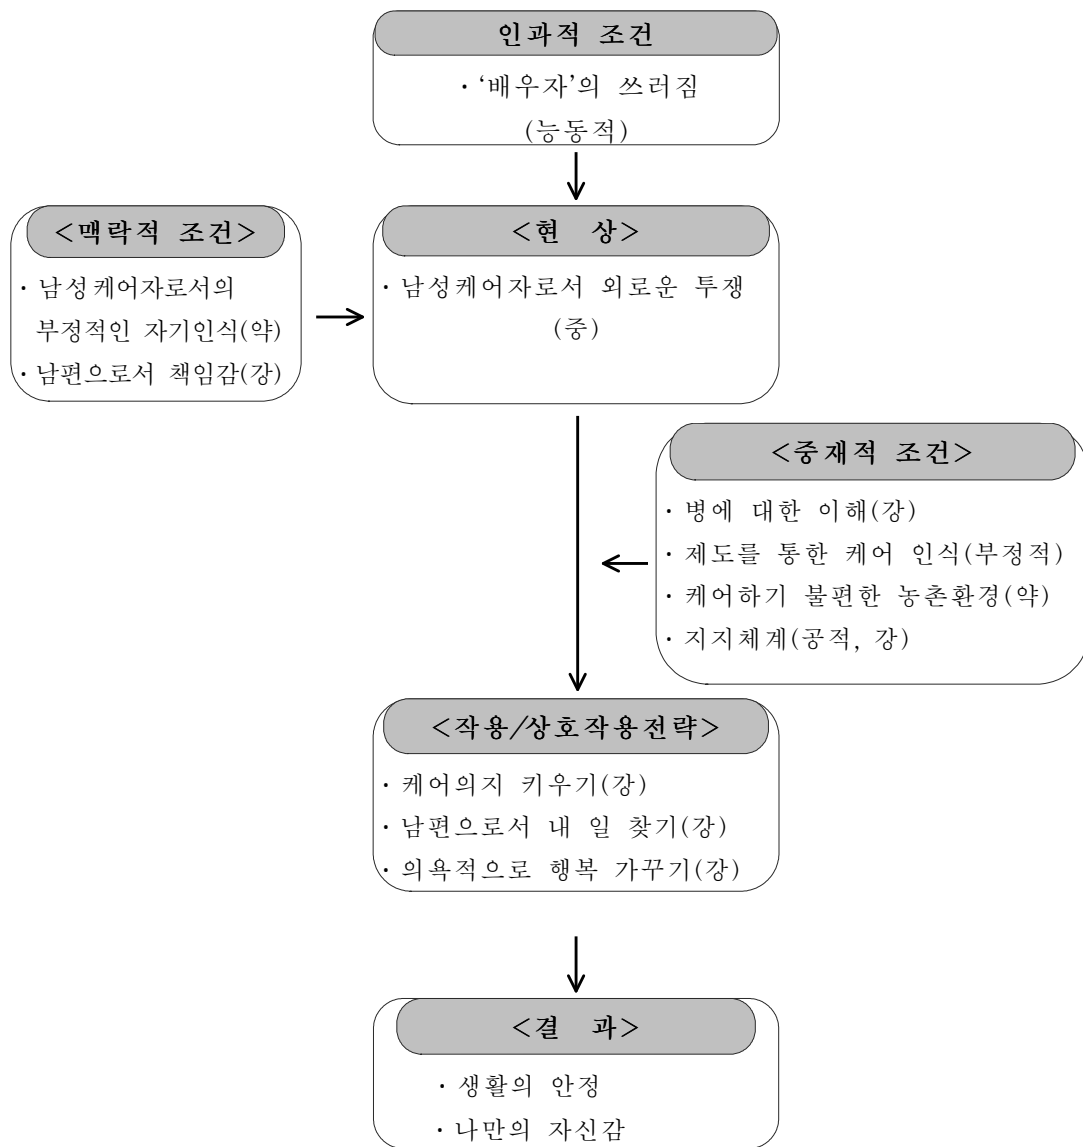 인과적 조건
· ‘배우자’의 쓰러짐
(능동적)
<맥락적 조건>
· 남성케어자로서의
부정적인 자기인식(약)
· 남편으로서 책임감(강)
<현 상>
· 남성케어자로서 외로운 투쟁
(중)
<중재적 조건>
· 병에 대한 이해(강)
· 제도를 통한 케어 인식(부정적)
· 케어하기 불편한 농촌환경(약)
· 지지체계(공적, 강)
<작용/상호작용전략>
· 케어의지 키우기(강)
· 남편으로서 내 일 찾기(강)
· 의욕적으로 행복 가꾸기(강)
<결 과>
· 생활의 안정
· 나만의 자신감